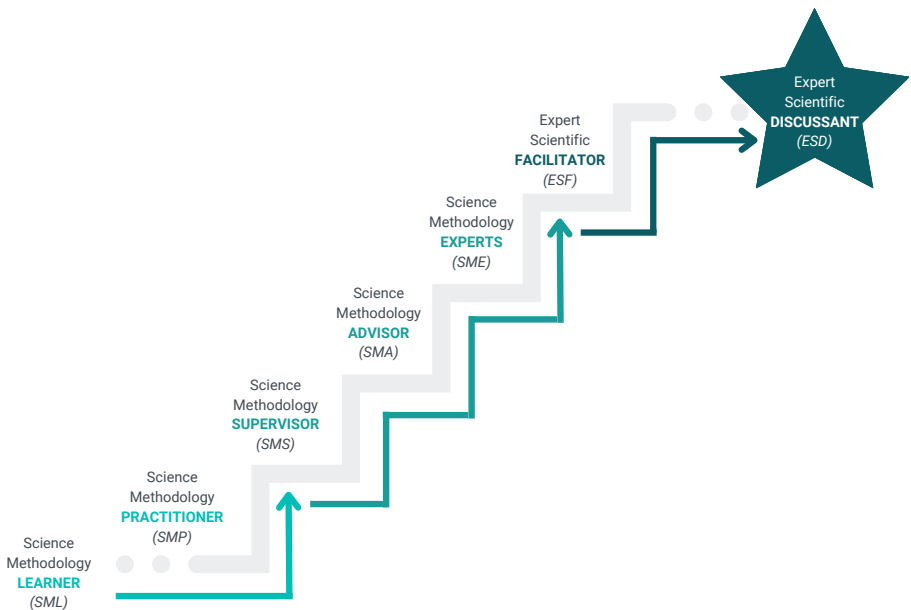 Expert
Scientific
DISCUSSANT
(ESD)
Expert
Scientific
FACILITATOR
(ESF)
Science
Methodology
EXPERTS
(SME)
Science
Methodology
ADVISOR
(SMA)
Science
Methodology
SUPERVISOR
(SMS)
Science
Methodology
PRACTITIONER
(SMP)
Science
Methodology
LEARNER
(SML)